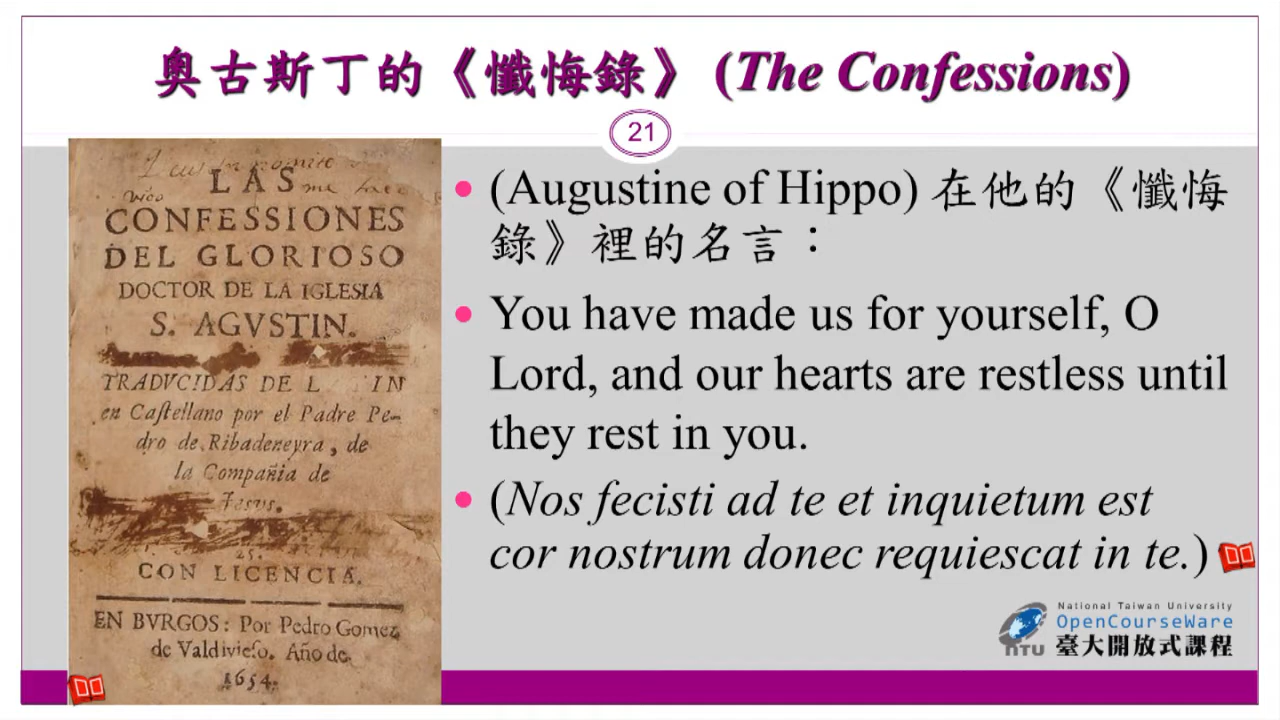 奧古斯丁的《懺悔錄》 (The Confessions)
21
LAS
CONFESSIONES
DEL GLORIOSO
DOCTOR DE LA IGLESIA
S. AGVSTIN.
TRADVCIDAS DE L IN
en Castellano por el Padre Pe-
dro de Ribadeneyra, de
la Compañia de
Jesus.
25.
CON LICENCIA.
EN BVRGOS: Por Pedro Gomez
de Valdivieso. Año de
1654.
• (Augustine of Hippo) 在他的《懺悔
錄》裡的名言：
• You have made us for yourself, O
Lord, and our hearts are restless until
they rest in you.
• (Nos fecisti ad te et inquietum est
cor nostrum donec requiescat in te.)
National Taiwan University
OpenCourseWare
NTU 臺大開放式課程